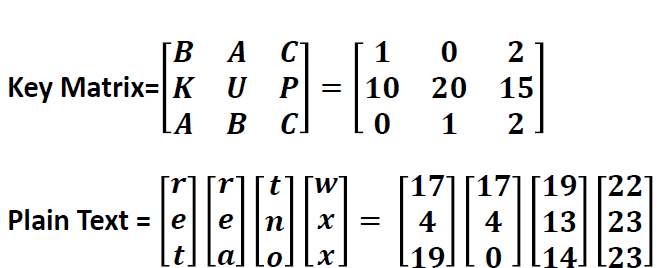 B A C 1 0 2
Key Matrix= K U P = 10 20 15
A B C 0 1 2
r r t w 17 17 19 22
Plain Text = e e n x = 4 4 13 23
t a o x 19 0 14 23